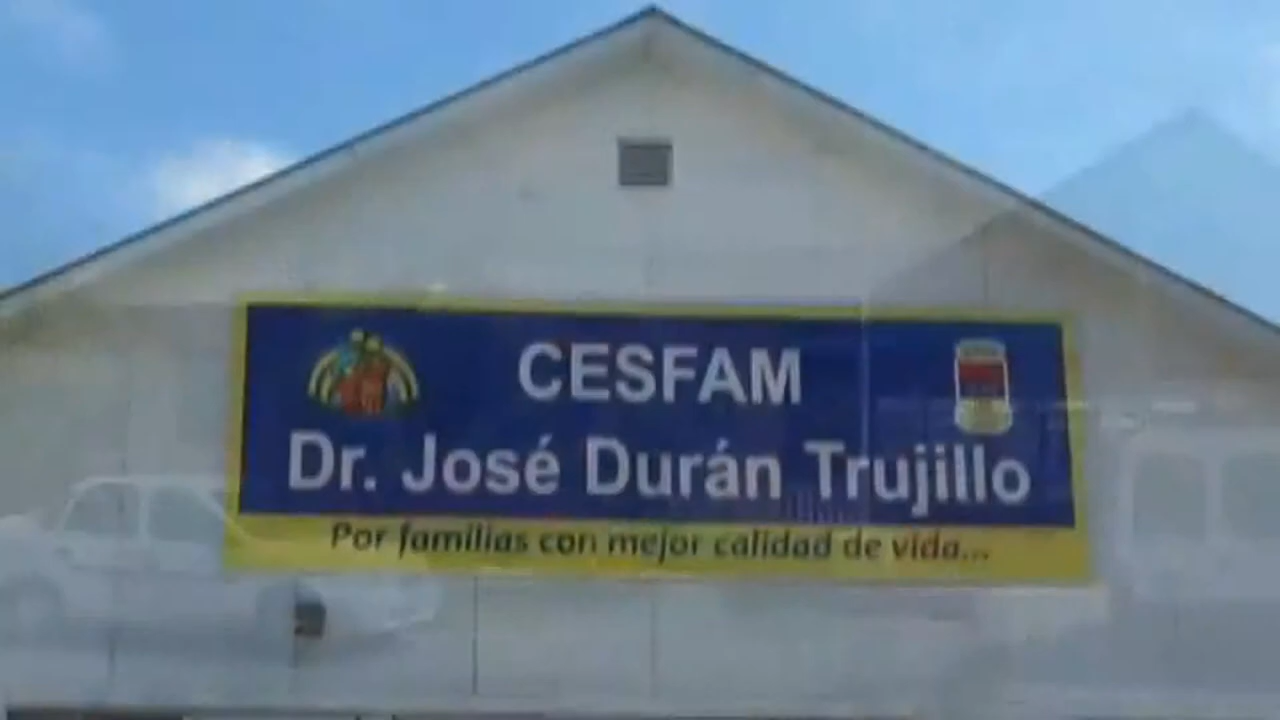 CESFAM
Dr. José Durán Trujillo
Por familias con mejor calidad de vida...